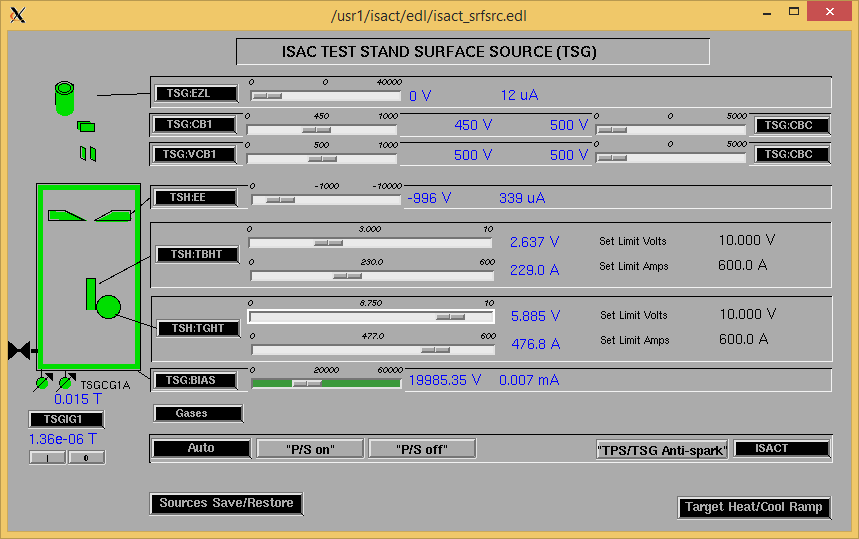 /usr1/isact/edl/isact_srfsrc.edl
ISAC TEST STAND SURFACE SOURCE (TSG)
TSG:EZL 0 0 40000 0 V 12 uA
TSG:CB1 0 450 1000 450 V 500 V 0 0 5000 TSG:CBC
TSG:VCB1 0 500 1000 500 V 500 V 0 0 5000 TSG:CBC
TSH:EE 0 -1000 -10000 -996 V 339 uA
0 3.000 10 2.637 V Set Limit Volts 10.000 V
TSH:TBHT
0 230.0 600 229.0 A Set Limit Amps 600.0 A
0 8.750 10 5.885 V Set Limit Volts 10.000 V
TSH:TGHT
0 477.0 600 476.8 A Set Limit Amps 600.0 A
TSG:BIAS 0 20000 60000 19985.35 V 0.007 mA
TSGCG1A
0.015 T
TSGIG1
1.36e-06 T
I 0
Gases
Auto "P/S on" "P/S off" "TPS/TSG Anti-spark" ISACT
Sources Save/Restore Target Heat/Cool Ramp